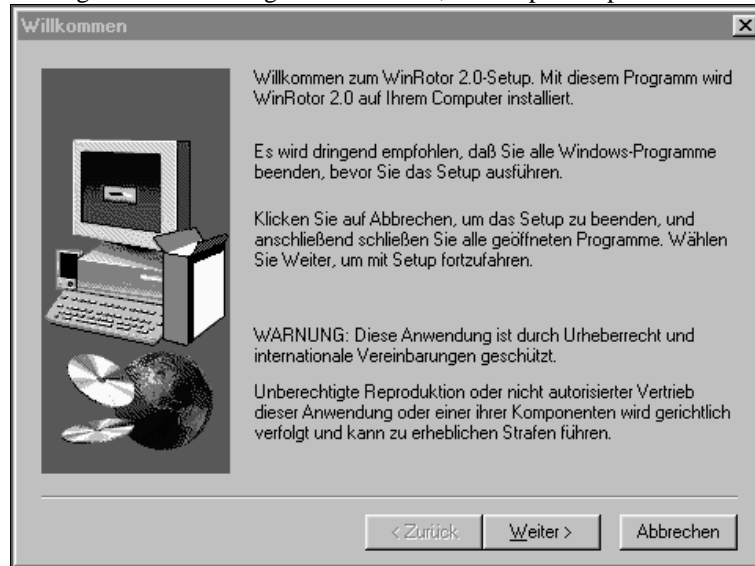 Willkommen
Willkommen zum WinRotor 2.0-Setup. Mit diesem Programm wird
WinRotor 2.0 auf Ihrem Computer installiert.
Es wird dringend empfohlen, daß Sie alle Windows-Programme
beenden, bevor Sie das Setup ausführen.
Klicken Sie auf Abbrechen, um das Setup zu beenden, und
anschließend schließen Sie alle geöffneten Programme. Wählen
Sie Weiter, um mit Setup fortzufahren.
WARNUNG: Diese Anwendung ist durch Urheberrecht und
internationale Vereinbarungen geschützt.
Unberechtigte Reproduktion oder nicht autorisierter Vertrieb
dieser Anwendung oder einer ihrer Komponenten wird gerichtlich
verfolgt und kann zu erheblichen Strafen führen.
< Zurück Weiter > Abbrechen